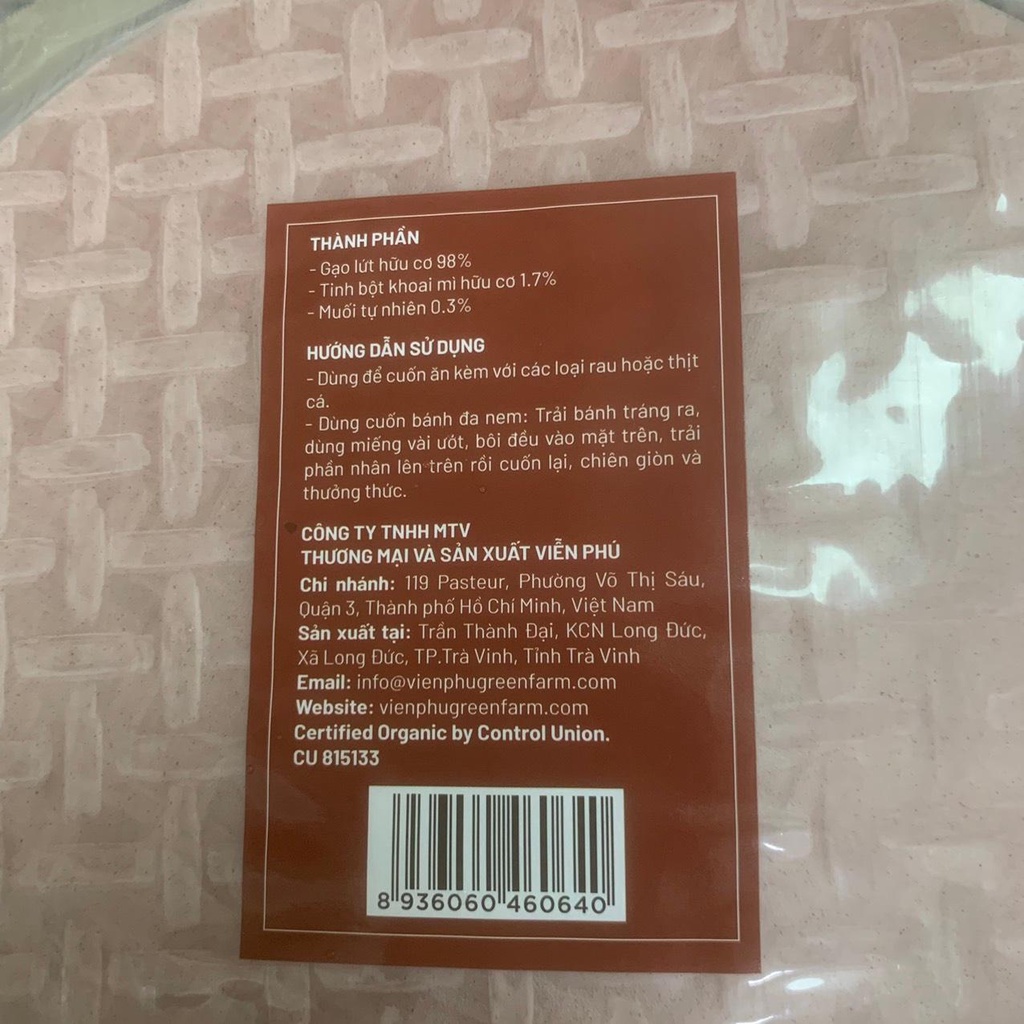 THÀNH PHẨN
- Gạo lứt hữu cơ 98%
- Tinh bột khoai mì hữu cơ 1.7%
- Muối tự nhiên 0.3%
HƯỚNG DẪN SỬ DỤNG
- Dùng để cuốn ăn kèm với các loại rau hoặc thịt
cá.
- Dùng cuốn bánh đa nem: Trải bánh tráng ra,
dùng miếng vài ướt, bôi đều vào mặt trên, trải
phần nhân lên trên rồi cuốn lại, chiên giòn và
thưởng thức.
CÔNG TY TNHH MTV
THƯƠNG MẠI VÀ SẢN XUẤT VIỄN PHÚ
Chi nhánh: 119 Pasteur, Phường Võ Thị Sáu,
Quận 3, Thành phố Hồ Chí Minh, Việt Nam
Sản xuất tại: Trần Thành Đại, KCN Long Đức,
Xã Long Đức, TP.Trà Vinh, Tỉnh Trà Vinh
Email: info@vienphugreenfarm.com
Website: vienphugreenfarm.com
Certified Organic by Control Union.
CU 815133
8 936060 460640